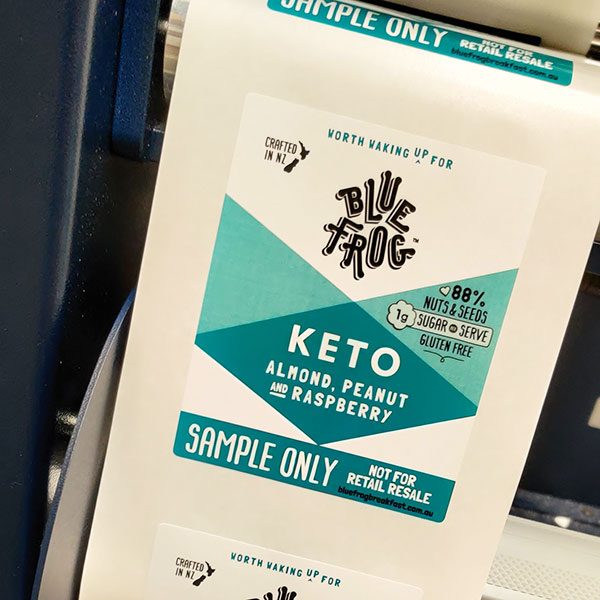 SAMPLE ONLY
NOT FOR
RETAIL RESALE
bluefrogbreakfast.com.au
CRAFTED
IN NZ
WORTH WAKING UP FOR
BLUE
FROG™
88%
NUTS & SEEDS
1g SUGAR PER SERVE
GLUTEN FREE
KETO
ALMOND, PEANUT
AND RASPBERRY
SAMPLE ONLY
NOT FOR
RETAIL RESALE
bluefrogbreakfast.com.au
CRAFTED
IN NZ
WORTH WAKING UP FOR